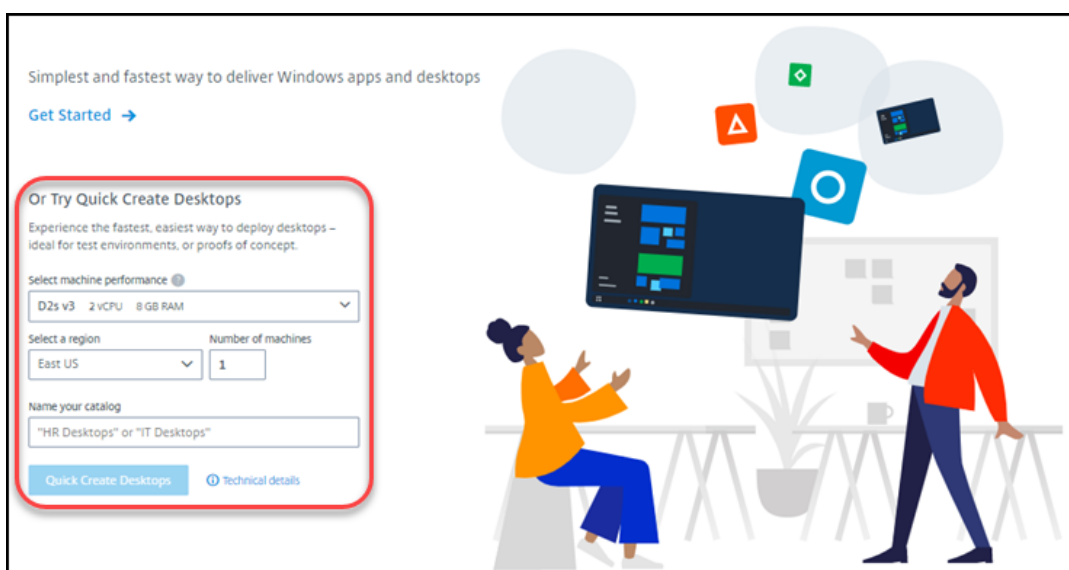 Simplest and fastest way to deliver Windows apps and desktops
Get Started →
Or Try Quick Create Desktops
Experience the fastest, easiest way to deploy desktops –
ideal for test environments, or proofs of concept.
Select machine performance ?
D2s v3 2 vCPU 8 GB RAM
Select a region Number of machines
East US 1
Name your catalog
"HR Desktops" or "IT Desktops"
Quick Create Desktops Technical details